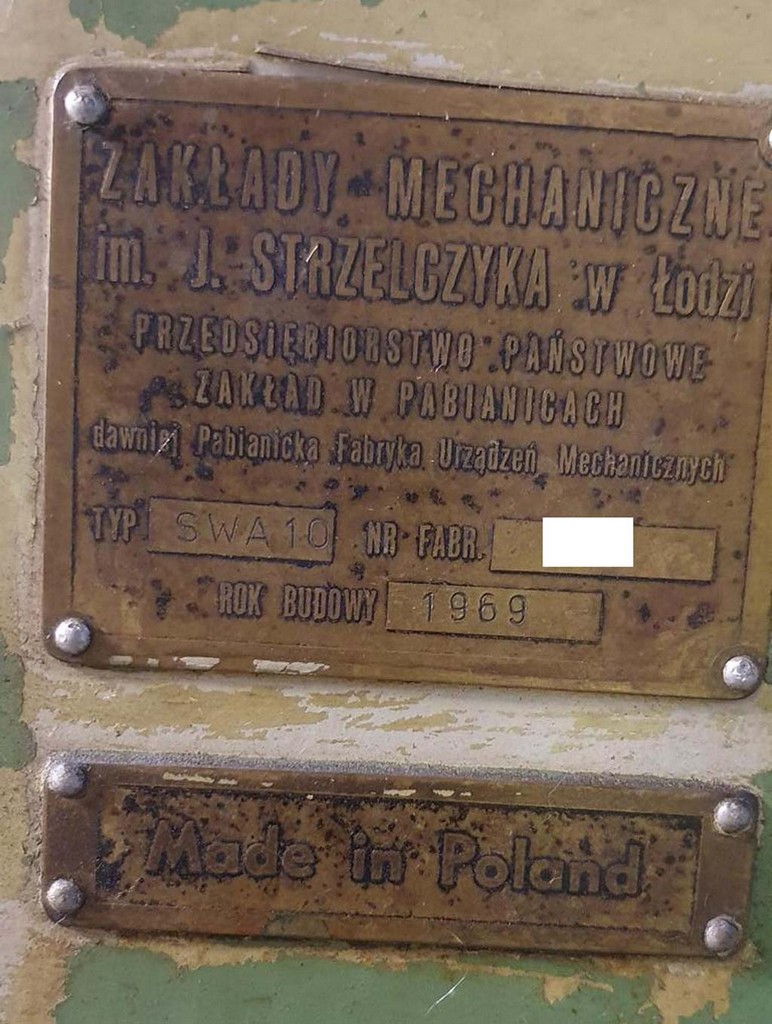 ZAKŁADY MECHANICZNE
im. J. STRZELCZYKA w Łodzi
PRZEDSIĘBIORSTWO PAŃSTWOWE
ZAKŁAD W PABIANICACH
dawniej Pabianicka Fabryka Urządzeń Mechanicznych
TYP SWA10 NR FABR.
ROK BUDOWY 1969
Made in Poland